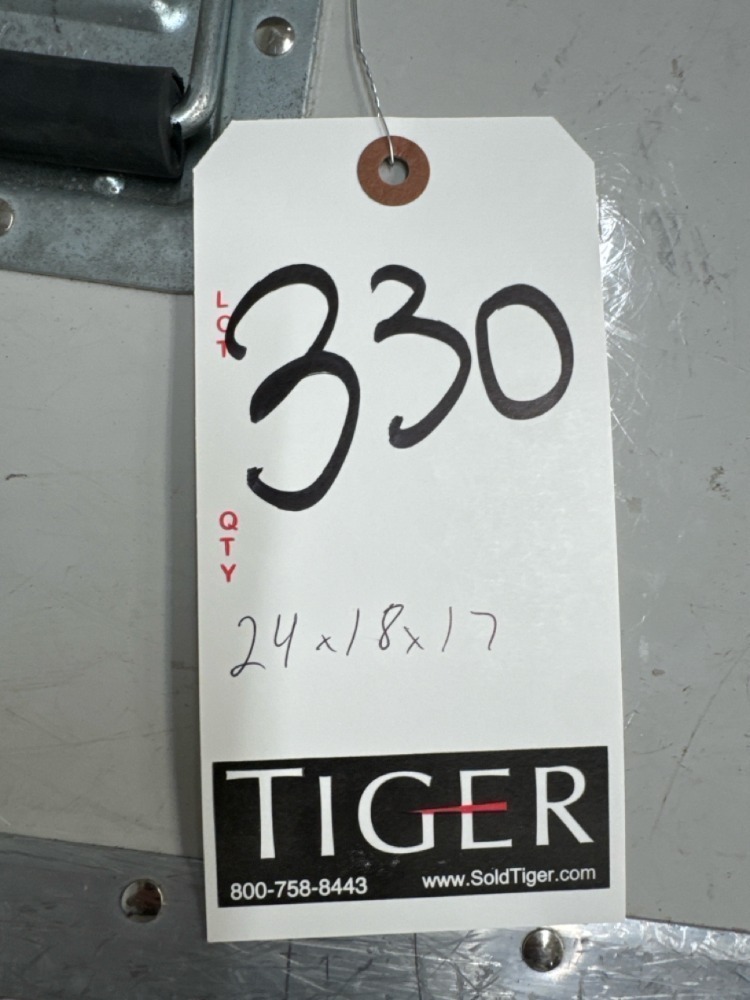 LOT 330
QTY
24x18x17
TIGER
800-758-8443 www.SoldTiger.com